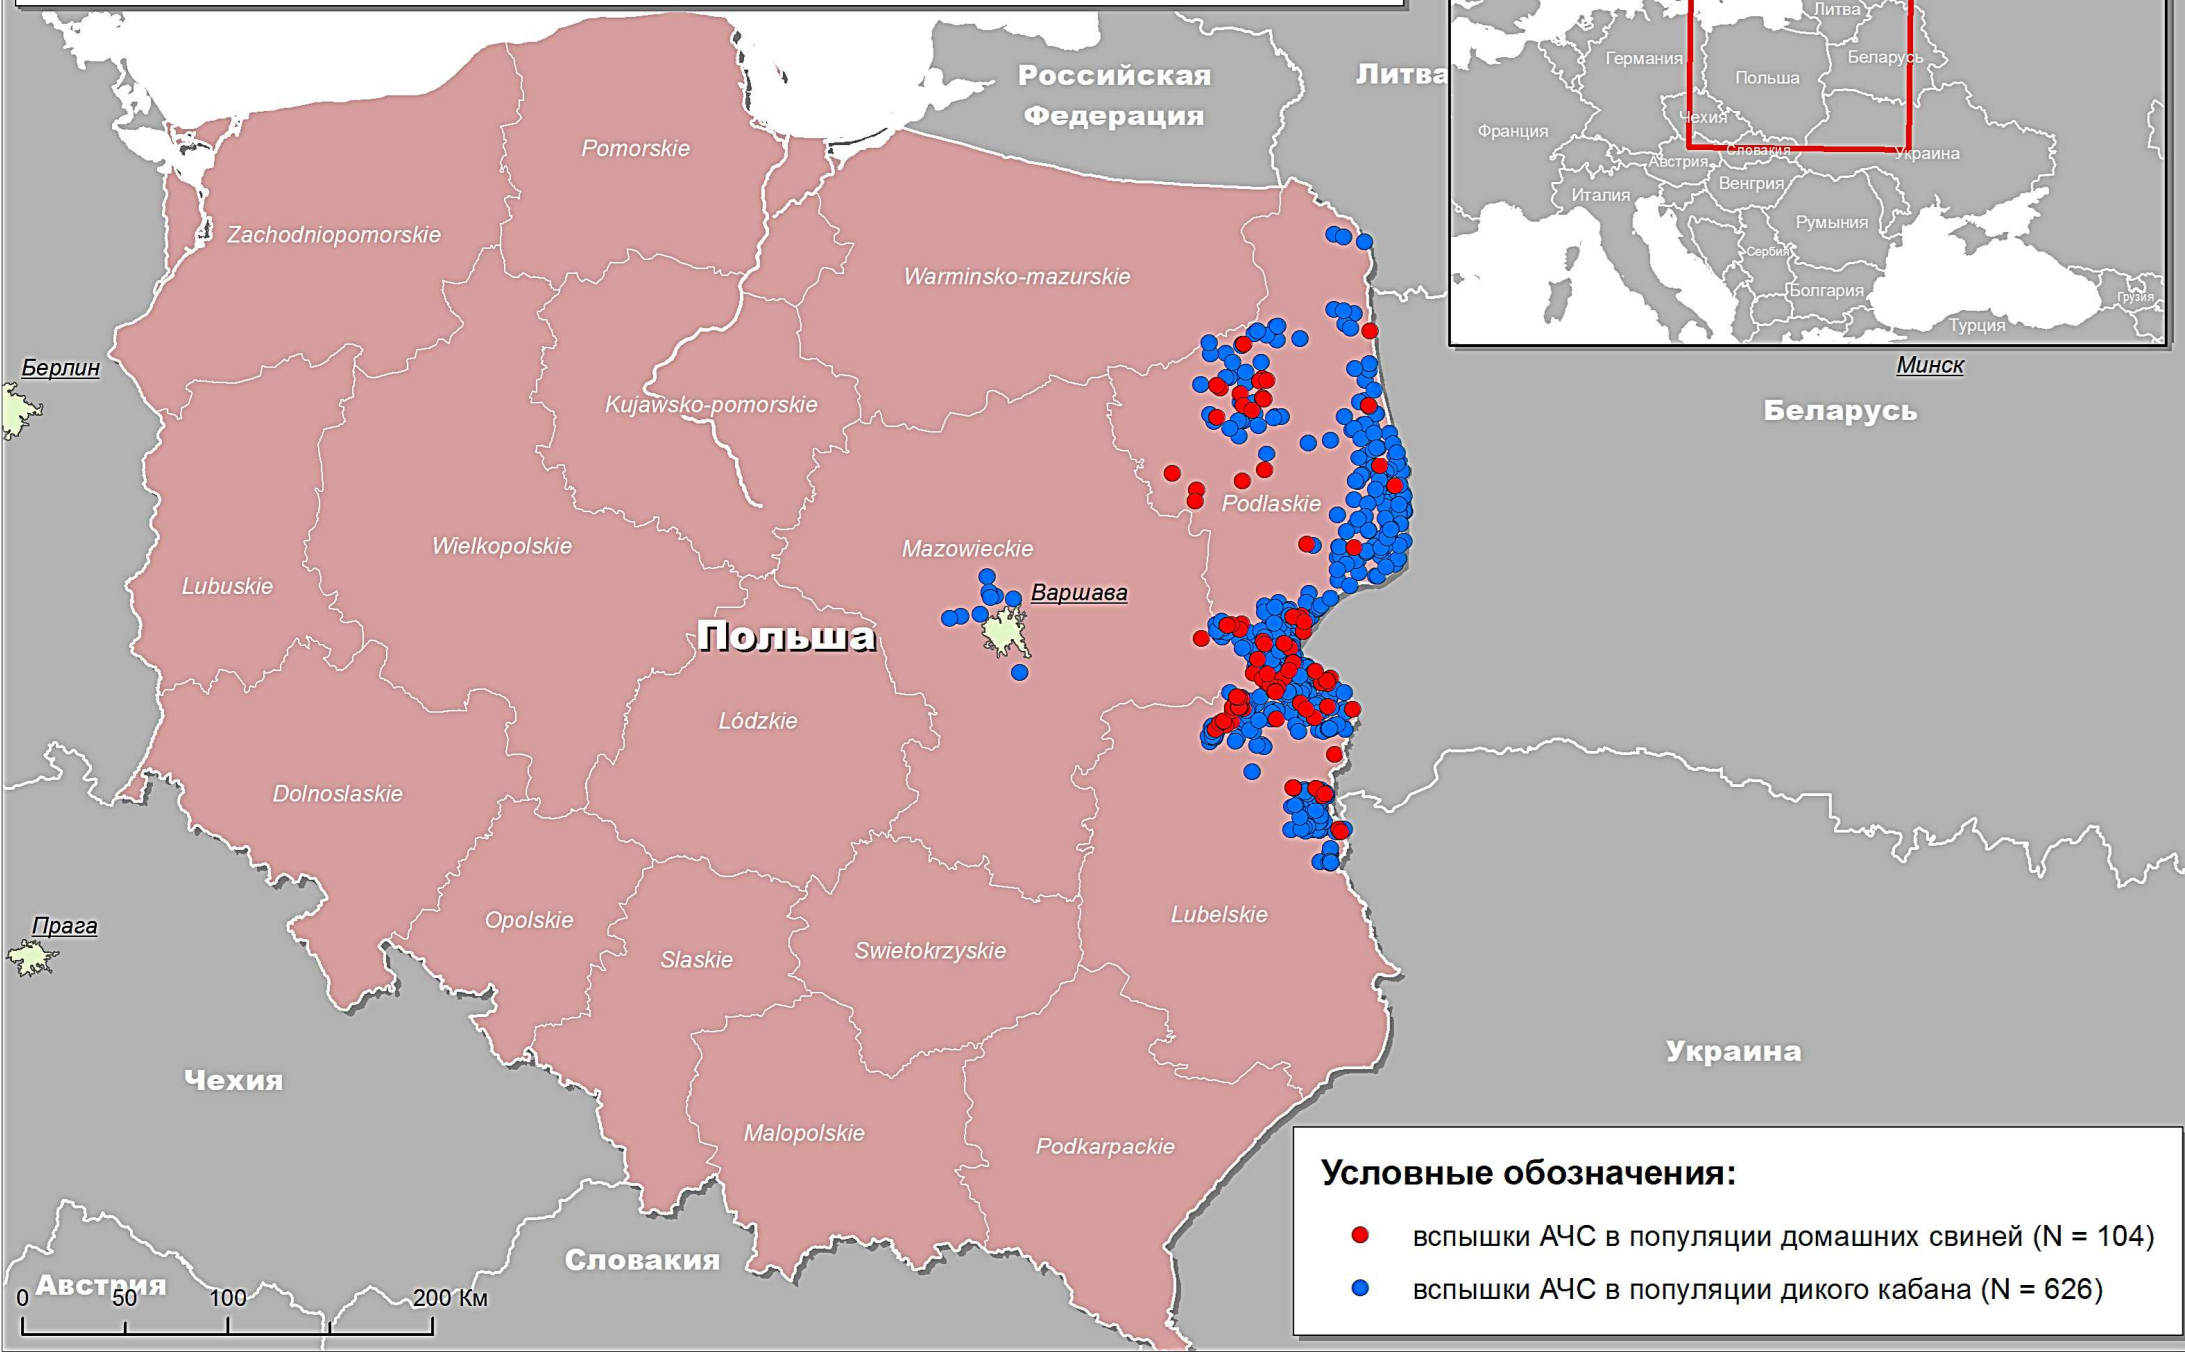 Российская
Федерация
Литва
Pomorskie
Zachodniopomorskie
Warminsko-mazurskie
Берлин
Kujawsko-pomorskie
Минск
Беларусь
Podlaskie
Wielkopolskie
Mazowieckie
Lubuskie
Варшава
Польша
Lódzkie
Dolnoslaskie
Lubelskie
Opolskie
Прага
Slaskie
Swietokrzyskie
Украина
Чехия
Malopolskie
Podkarpackie
Словакия
Австрия
0
50
100
200 Км
Литва
Германия
Беларусь
Польша
Чехия
Франция
Словакия
Украина
Австрия
Венгрия
Италия
Румыния
Сербия
Болгария
Грузия
Турция
Условные обозначения:
вспышки АЧС в популяции домашних свиней (N = 104)
вспышки АЧС в популяции дикого кабана (N = 626)